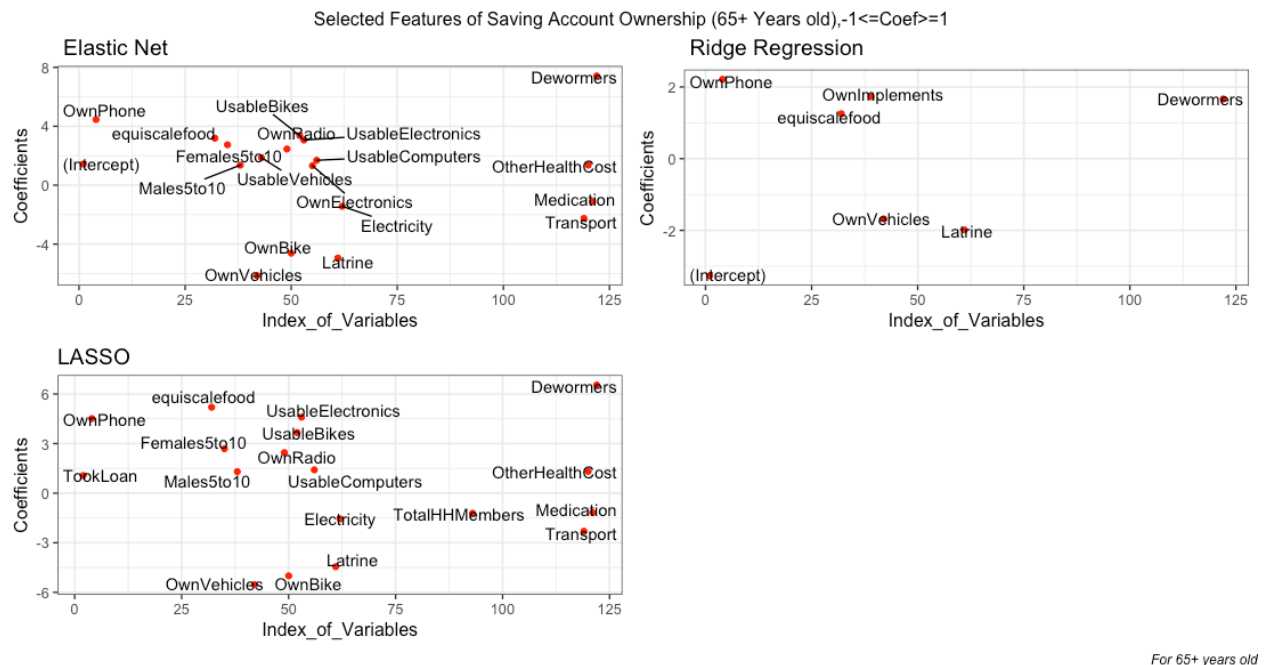 Selected Features of Saving Account Ownership (65+ Years old),-1<=Coef>=1
Elastic Net
8
4
0
-4
Coefficients
Dewormers
UsableBikes
OwnPhone
equiscalefood
OwnRadio
UsableElectronics
Females5to10
UsableComputers
(Intercept)
OtherHealthCost
Males5to10
UsableVehicles
OwnElectronics
Medication
Electricity
Transport
OwnBike
Latrine
OwnVehicles
0 25 50 75 100 125
Index_of_Variables
Ridge Regression
2
0
-2
Coefficients
OwnPhone
OwnImplements
Dewormers
equiscalefood
OwnVehicles
Latrine
(Intercept)
0 25 50 75 100 125
Index_of_Variables
LASSO
6
3
0
-3
-6
Coefficients
Dewormers
equiscalefood
UsableElectronics
OwnPhone
UsableBikes
Females5to10
OwnRadio
TookLoan
OtherHealthCost
Males5to10
UsableComputers
Electricity
TotalHHMembers
Medication
Transport
Latrine
OwnVehicles
OwnBike
0 25 50 75 100 125
Index_of_Variables
For 65+ years old